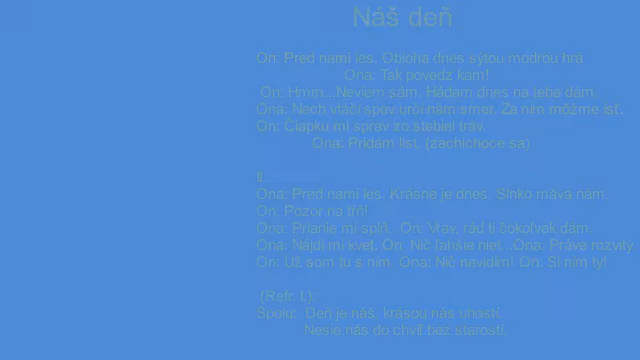 Náš deň
On: Pred nami les. Obloha dnes sýtou modrou hrá
Ona: Tak povedz kam!
On: Hmm...Neviem sám. Hádam dnes na teba dám.
Ona: Nech vtáčí spev určí nám smer. Za ním môžme ísť.
On: Čiapku mi sprav zo stebiel tráv.
Ona: Pridám list. (zachichoce sa)
II.
Ona: Pred nami les. Krásne je dnes. Slnko máva nám.
On: Pozor na tŕň!
Ona: Prianie mi splň. On: Vrav, rád ti čokoľvek dám
Ona: Nájdi mi kvet. On: Nič ľahšie niet...Ona: Práve rozvitý
On: Už som tu s ním. Ona: Nič nevidím! On: Si ním ty!
(Refr. I.):
Spolu: Deň je náš, krásou nás uhostí.
Nesie nás do chvíľ bez starostí.